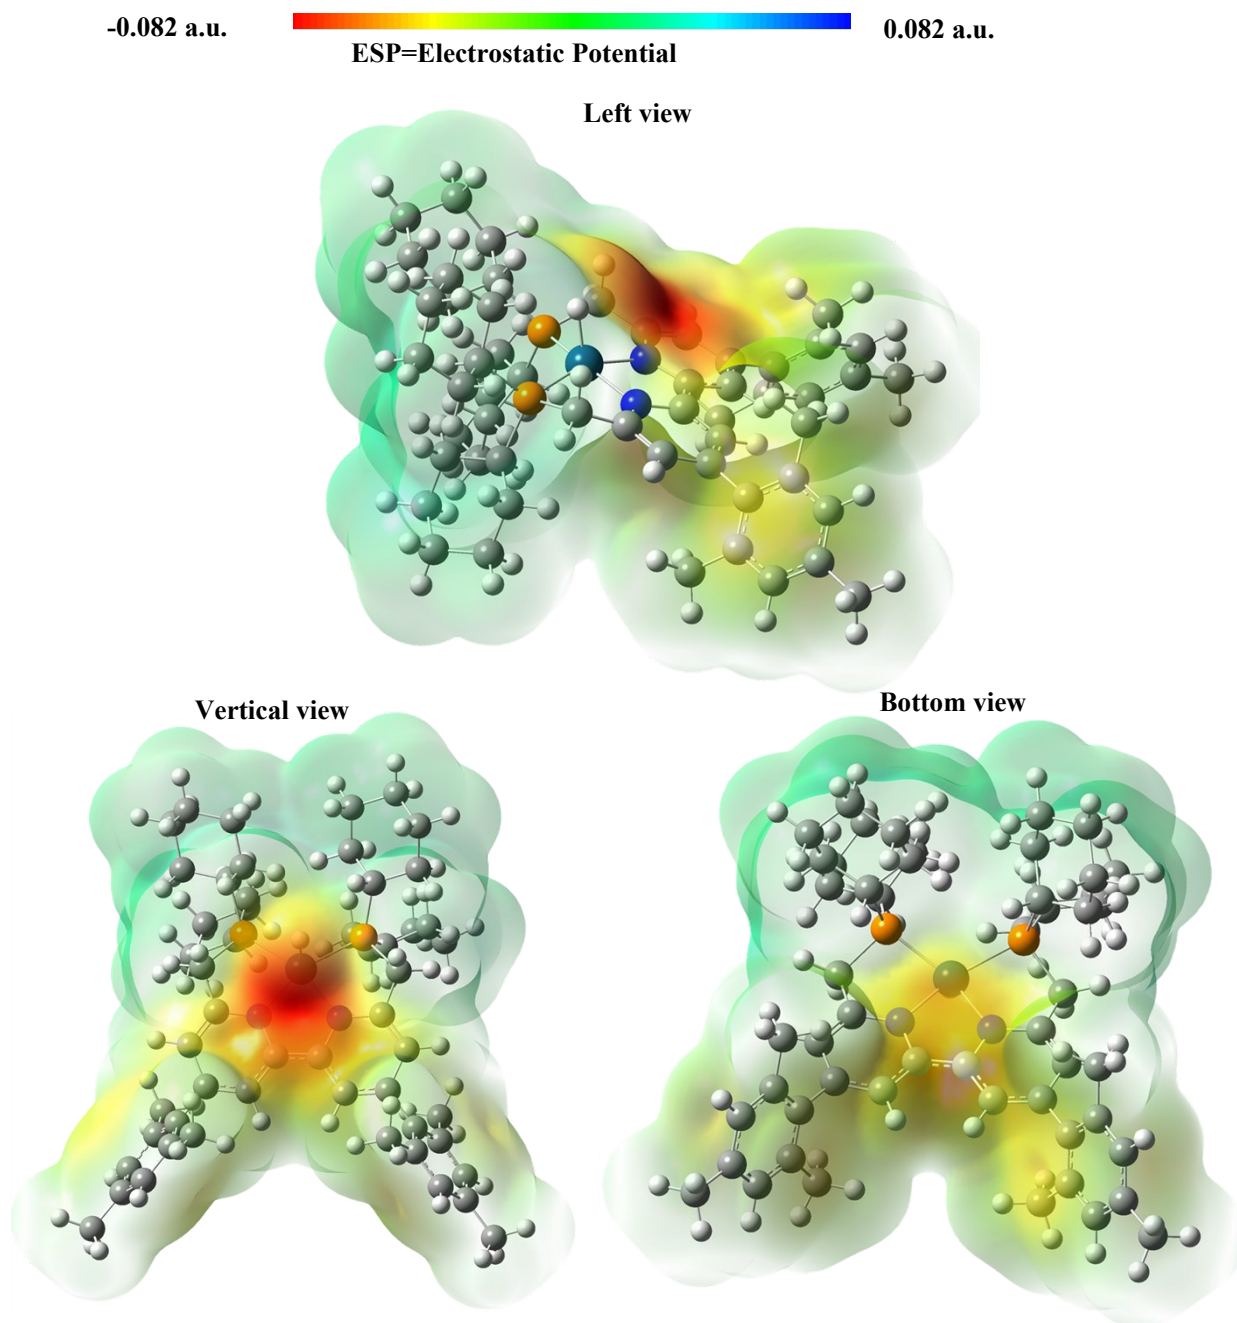 -0.082 a.u.
0.082 a.u.
ESP=Electrostatic Potential
Left view
Vertical view
Bottom view